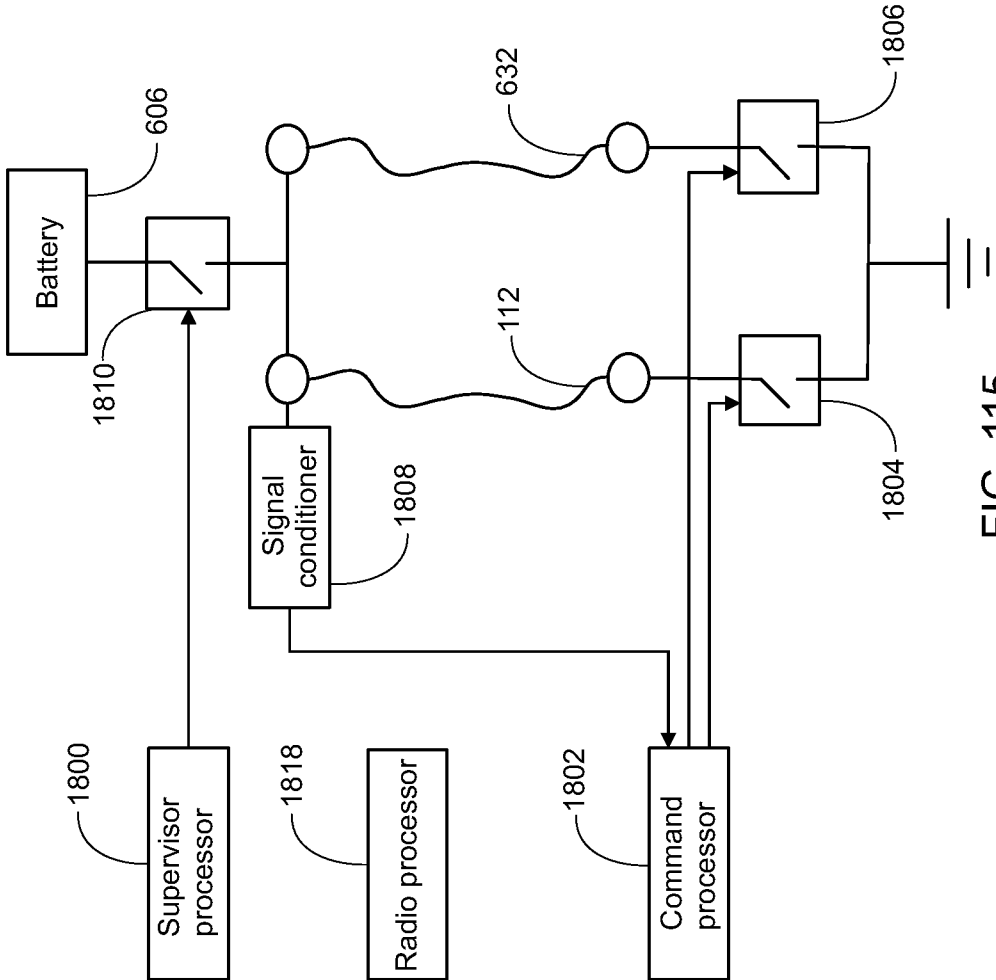 Battery
606
1810
Supervisor
processor
1800
Signal
conditioner
1808
112
632
Radio processor
1818
Command
processor
1802
1804
1806
FIG. 115